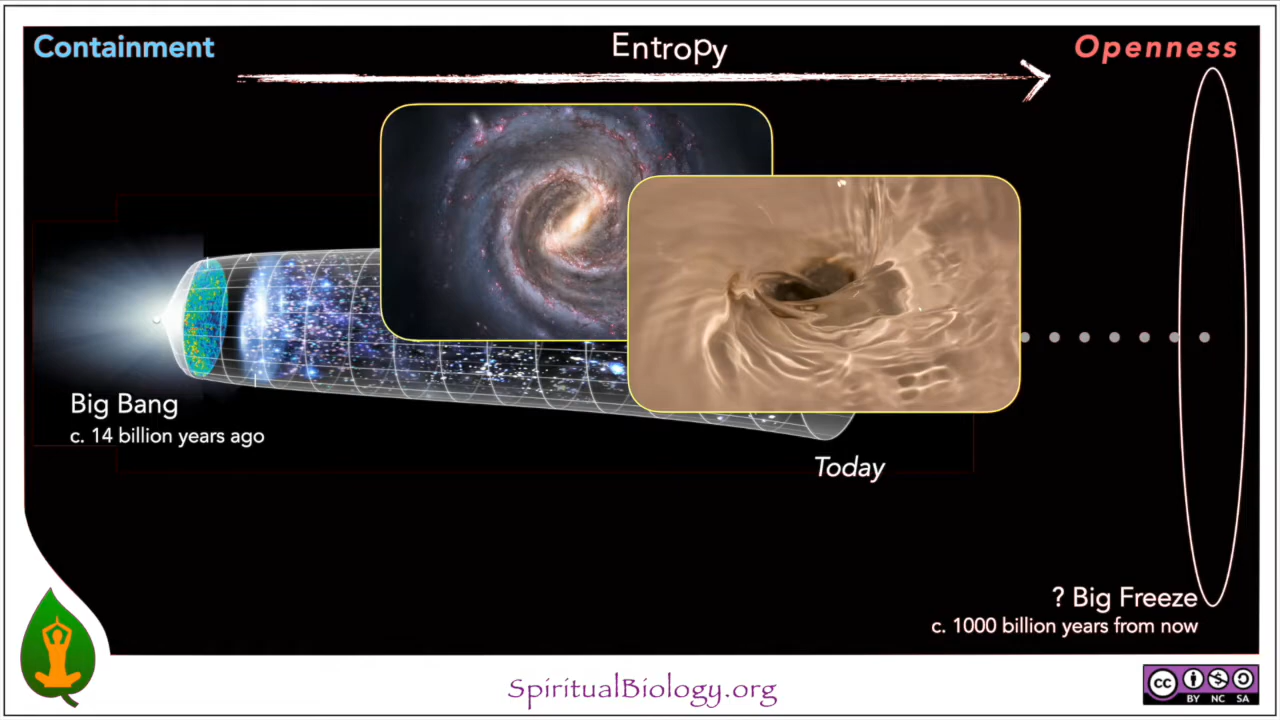 Containment
Entropy
Openness
Big Bang
c. 14 billion years ago
Today
? Big Freeze
c. 1000 billion years from now
SpiritualBiology.org
cc
BY NC SA